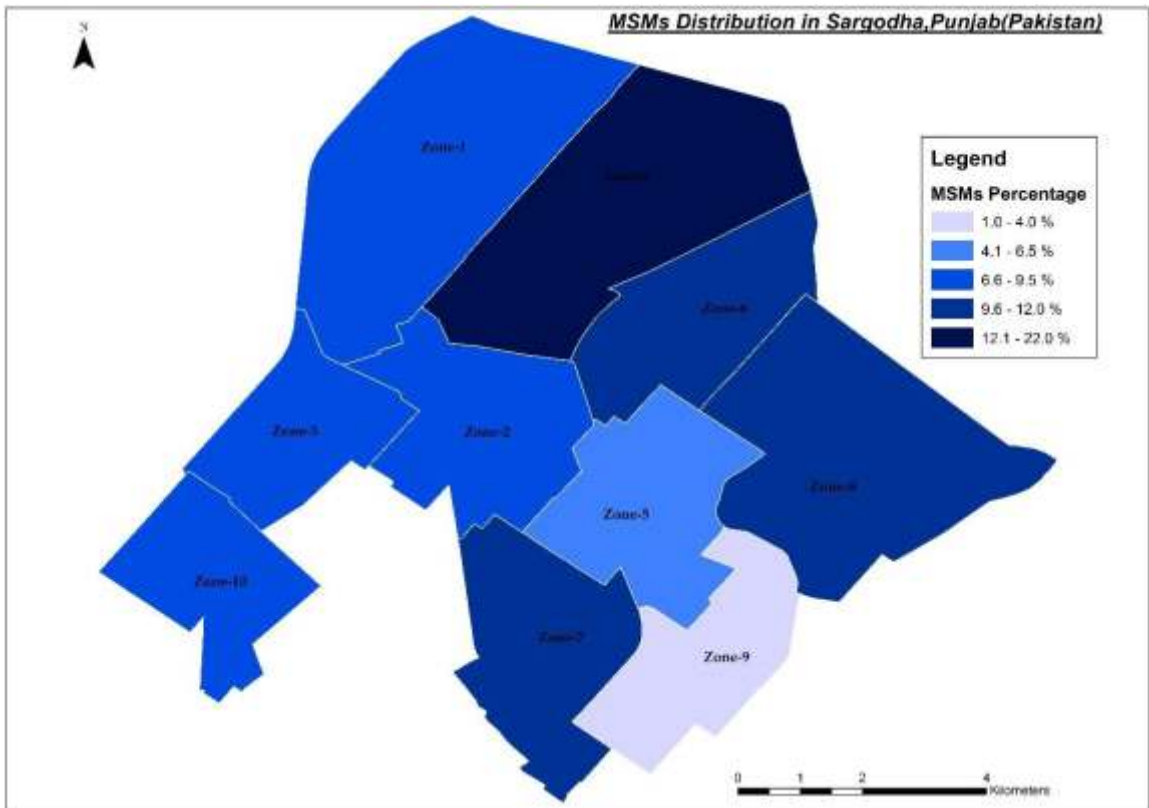 MSMs Distribution in Sargodha,Punjab(Pakistan)
N
Zone-1
Legend
MSMs Percentage
1.0 - 4.0 %
4.1 - 6.5 %
6.6 - 9.5 %
9.6 - 12.0 %
12.1 - 22.0 %
Zone-3
Zone-2
Zone-5
Zone-10
Zone-7
Zone-9
0 1 2 4
Kilometers